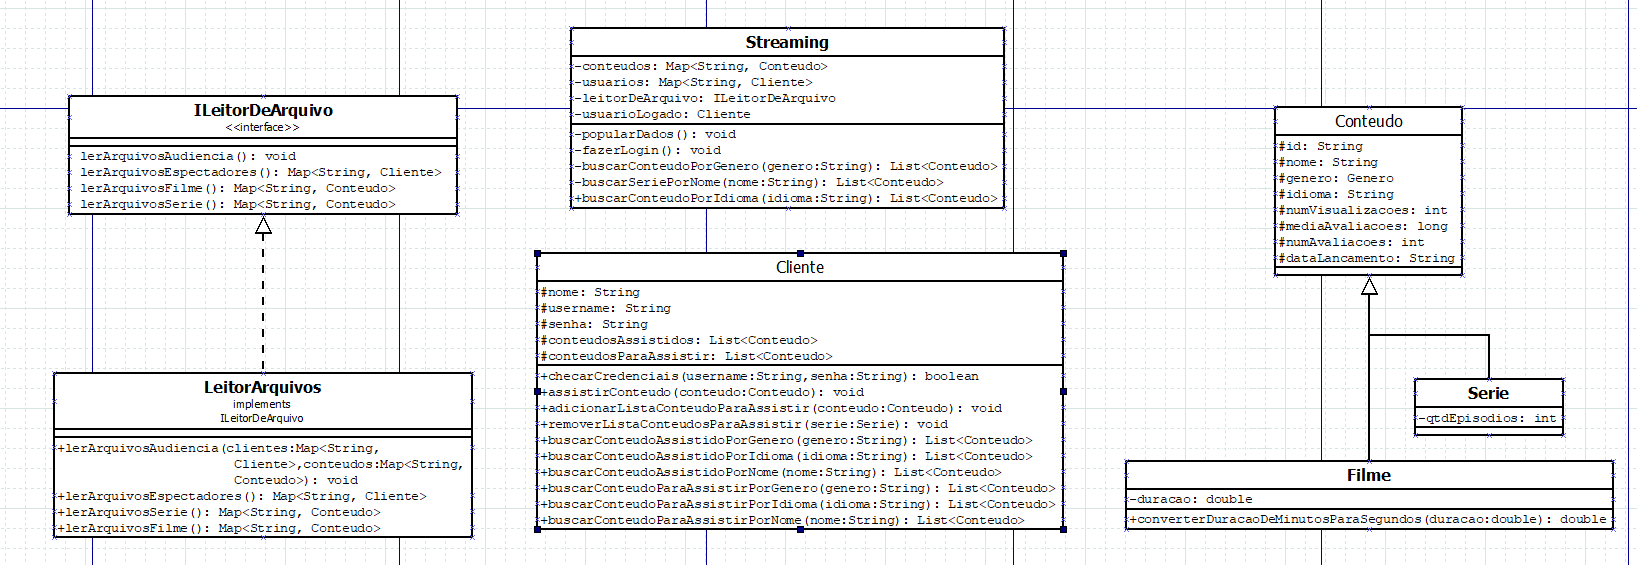 ILeitorDeArquivo
<<interface>>
lerArquivosAudiencia(): void
lerArquivosEspectadores(): Map<String, Cliente>
lerArquivosFilme(): Map<String, Conteudo>
lerArquivosSerie(): Map<String, Conteudo>
LeitorArquivos
implements
ILeitorDeArquivo
+lerArquivosAudiencia(clientes:Map<String,
Cliente>,conteudos:Map<String,
Conteudo>): void
+lerArquivosEspectadores(): Map<String, Cliente>
+lerArquivosSerie(): Map<String, Conteudo>
+lerArquivosFilme(): Map<String, Conteudo>
Streaming
-conteudos: Map<String, Conteudo>
-usuarios: Map<String, Cliente>
-leitorDeArquivo: ILeitorDeArquivo
-usuarioLogado: Cliente
-popularDados(): void
-fazerLogin(): void
-buscarConteudoPorGenero(genero:String): List<Conteudo>
-buscarSeriePorNome(nome:String): List<Conteudo>
+buscarConteudoPorIdioma(idioma:String): List<Conteudo>
Cliente
#nome: String
#username: String
#senha: String
#conteudosAssistidos: List<Conteudo>
#conteudosParaAssistir: List<Conteudo>
+checarCredenciais(username:String,senha:String): boolean
+assistirConteudo(conteudo:Conteudo): void
+adicionarListaConteudoParaAssistir(conteudo:Conteudo): void
+removerListaConteudosParaAssistir(serie:Serie): void
+buscarConteudoAssistidoPorGenero(genero:String): List<Conteudo>
+buscarConteudoAssistidoPorIdioma(idioma:String): List<Conteudo>
+buscarConteudoAssistidoPorNome(nome:String): List<Conteudo>
+buscarConteudoParaAssistirPorGenero(genero:String): List<Conteudo>
+buscarConteudoParaAssistirPorIdioma(idioma:String): List<Conteudo>
+buscarConteudoParaAssistirPorNome(nome:String): List<Conteudo>
Conteudo
#id: String
#nome: String
#genero: Genero
#idioma: String
#numVisualizacoes: int
#mediaAvaliacoes: long
#numAvaliacoes: int
#dataLancamento: String
Serie
-qtdEpisodios: int
Filme
-duracao: double
+converterDuracaoDeMinutosParaSegundos(duracao:double): double